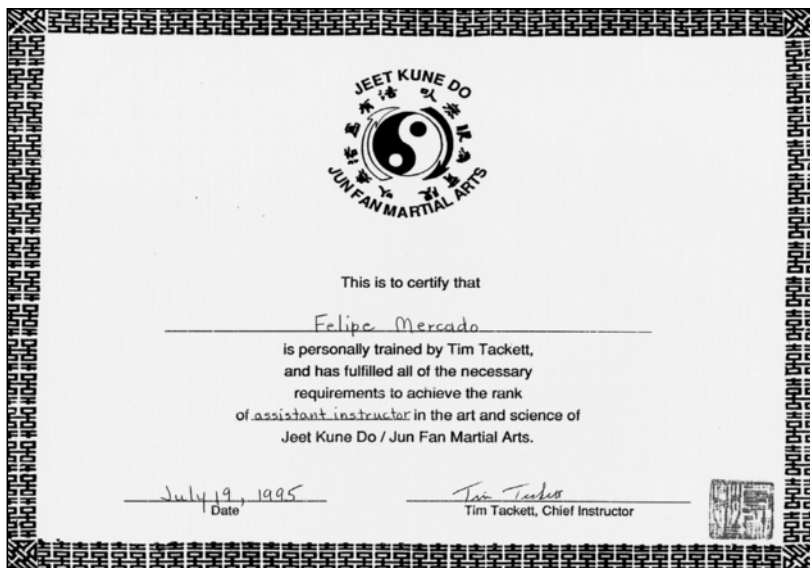 JEET KUNE DO
JUN FAN MARTIAL ARTS
This is to certify that
Felipe Mercado
is personally trained by Tim Tackett,
and has fulfilled all of the necessary
requirements to achieve the rank
of assistant instructor in the art and science of
Jeet Kune Do / Jun Fan Martial Arts.
July 19, 1995
Tim Tackett
Date
Tim Tackett, Chief Instructor